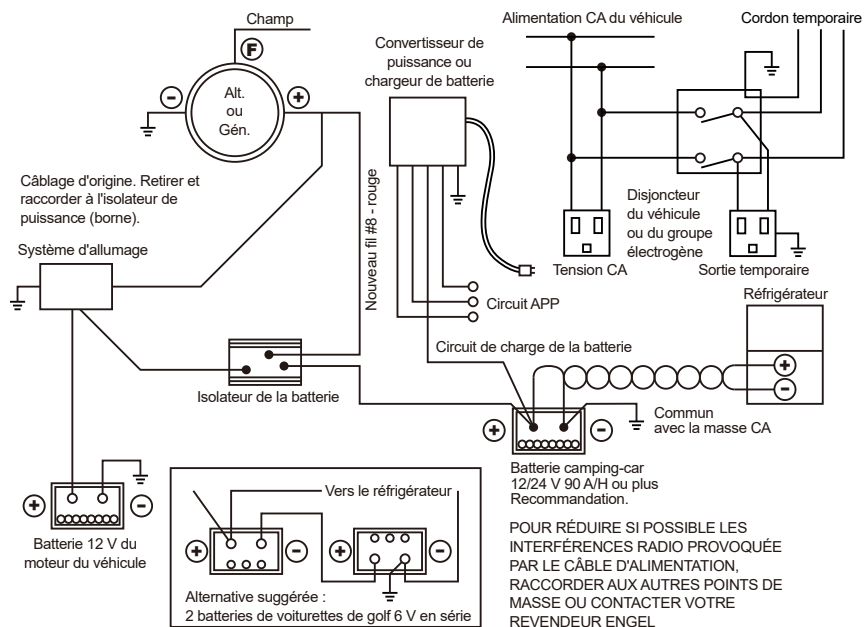 Champ
F
Alt.
ou
Gén.
Convertisseur de
puissance ou
chargeur de batterie
Alimentation CA du véhicule
Cordon temporaire
Câblage d'origine. Retirer et
raccorder à l'isolateur de
puissance (borne).
Système d'allumage
Nouveau fil #8 - rouge
Disjoncteur
du véhicule
ou du groupe
électrogène
Tension CA
Sortie temporaire
Circuit APP
Réfrigérateur
Circuit de charge de la batterie
Isolateur de la batterie
Commun
avec la masse CA
Batterie camping-car
12/24 V 90 A/H ou plus
Recommandation.
Batterie 12 V du
moteur du véhicule
Vers le réfrigérateur
Alternative suggérée :
2 batteries de voiturettes de golf 6 V en série
POUR RÉDUIRE SI POSSIBLE LES
INTERFÉRENCES RADIO PROVOQUÉE
PAR LE CÂBLE D'ALIMENTATION,
RACCORDER AUX AUTRES POINTS DE
MASSE OU CONTACTER VOTRE
REVENDEUR ENGEL